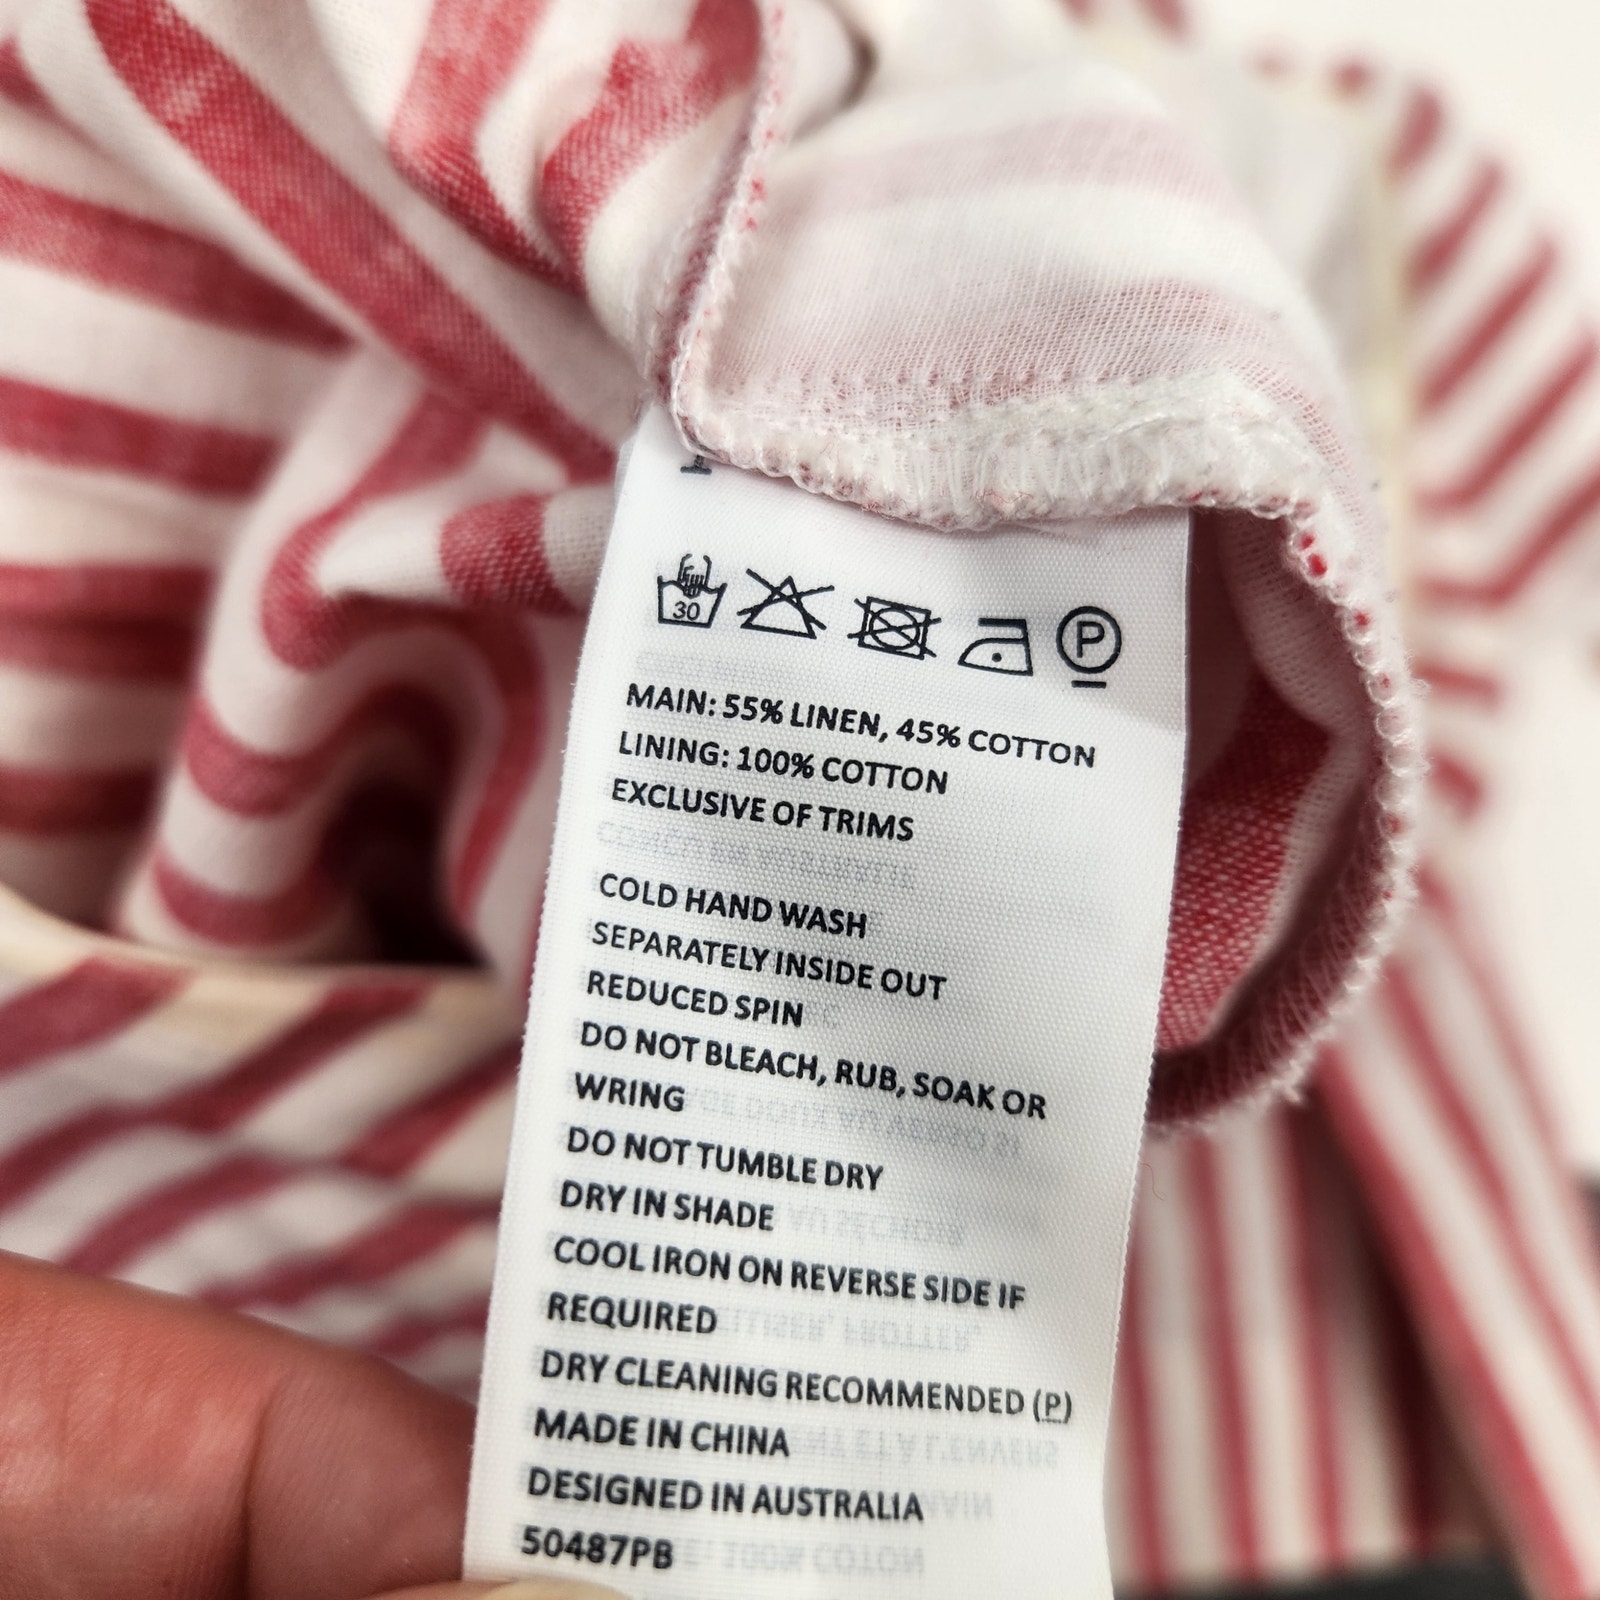 30
P
MAIN: 55% LINEN, 45% COTTON
LINING: 100% COTTON
EXCLUSIVE OF TRIMS
COLD HAND WASH
SEPARATELY INSIDE OUT
REDUCED SPIN
DO NOT BLEACH, RUB, SOAK OR
WRING
DO NOT TUMBLE DRY
DRY IN SHADE
COOL IRON ON REVERSE SIDE IF
REQUIRED
DRY CLEANING RECOMMENDED (P)
MADE IN CHINA
DESIGNED IN AUSTRALIA
50487PB